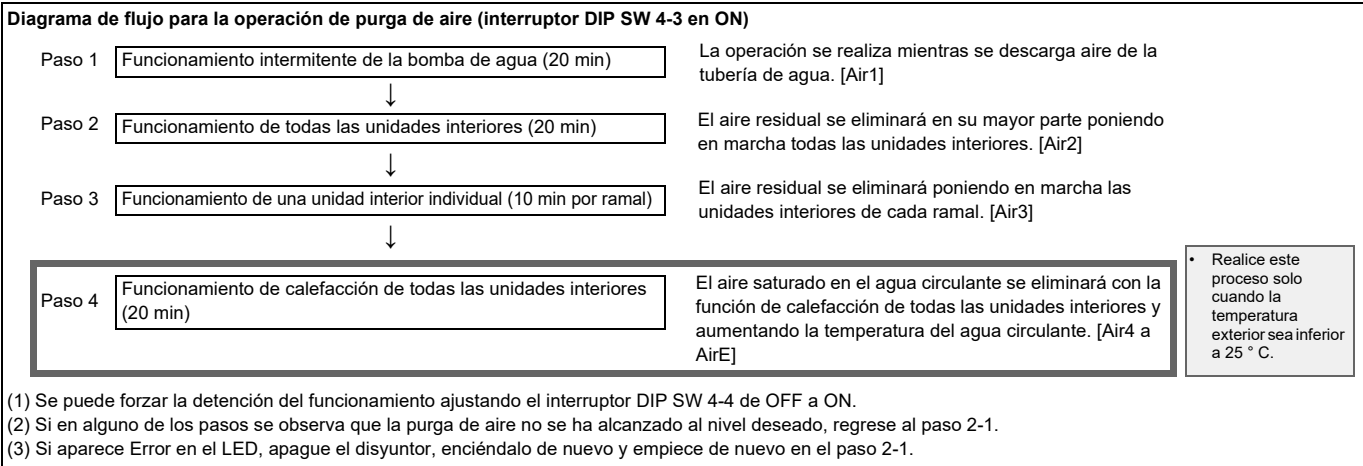 Diagrama de flujo para la operación de purga de aire (interruptor DIP SW 4-3 en ON)
Paso 1
Funcionamiento intermitente de la bomba de agua (20 min)
La operación se realiza mientras se descarga aire de la
tubería de agua. [Air1]
↓
Paso 2
Funcionamiento de todas las unidades interiores (20 min)
El aire residual se eliminará en su mayor parte poniendo
en marcha todas las unidades interiores. [Air2]
↓
Paso 3
Funcionamiento de una unidad interior individual (10 min por ramal)
El aire residual se eliminará poniendo en marcha las
unidades interiores de cada ramal. [Air3]
↓
Paso 4
Funcionamiento de calefacción de todas las unidades interiores
(20 min)
El aire saturado en el agua circulante se eliminará con la
función de calefacción de todas las unidades interiores y
aumentando la temperatura del agua circulante. [Air4 a
AirE]
• Realice este
proceso solo
cuando la
temperatura
exterior sea inferior
a 25 ° C.
(1) Se puede forzar la detención del funcionamiento ajustando el interruptor DIP SW 4-4 de OFF a ON.
(2) Si en alguno de los pasos se observa que la purga de aire no se ha alcanzado al nivel deseado, regrese al paso 2-1.
(3) Si aparece Error en el LED, apague el disyuntor, enciéndalo de nuevo y empiece de nuevo en el paso 2-1.